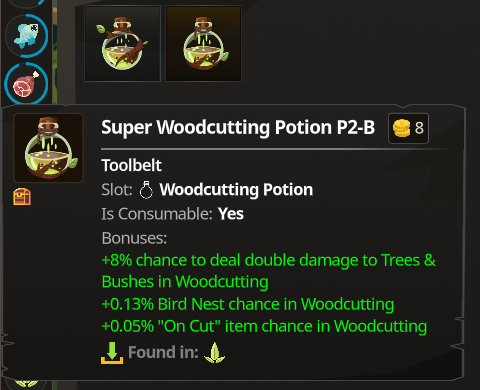 Super Woodcutting Potion P2-B 8
Toolbelt
Slot: Woodcutting Potion
Is Consumable: Yes
Bonuses:
+8% chance to deal double damage to Trees &
Bushes in Woodcutting
+0.13% Bird Nest chance in Woodcutting
+0.05% "On Cut" item chance in Woodcutting
Found in: